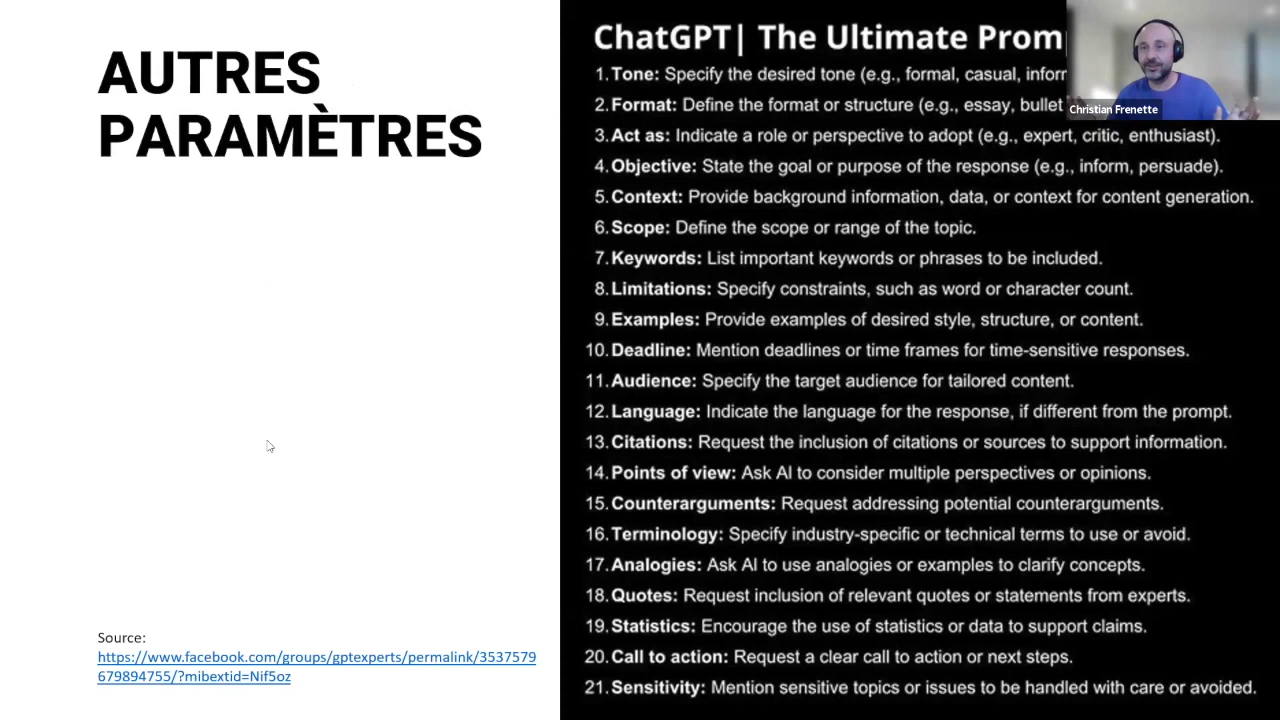 AUTRES
PARAMÈTRES
Source:
https://www.facebook.com/groups/gptexperts/permalink/3537579
679894755/?mibextid=Nif5oz
ChatGPT| The Ultimate
1. Tone: Specify the desired tone (e.g., formal, casual,
2. Format: Define the format or structure (e.g., essay, bullet
3. Act as: Indicate a role or perspective to adopt (e.g., expert, critic, enthusiast).
4. Objective: State the goal or purpose of the response (e.g., inform, persuade).
5. Context: Provide background information, data, or context for content generation.
6. Scope: Define the scope or range of the topic.
7. Keywords: List important keywords or phrases to be included.
8. Limitations: Specify constraints, such as word or character count.
9. Examples: Provide examples of desired style, structure, or content.
10. Deadline: Mention deadlines or time frames for time-sensitive responses.
11. Audience: Specify the target audience for tailored content.
12. Language: Indicate the language for the response, if different from the prompt.
13. Citations: Request the inclusion of citations or sources to support information.
14. Points of view: Ask AI to consider multiple perspectives or opinions.
15. Counterarguments: Request addressing potential counterarguments.
16. Terminology: Specify industry-specific or technical terms to use or avoid.
17. Analogies: Ask AI to use analogies or examples to clarify concepts.
18. Quotes: Request inclusion of relevant quotes or statements from experts.
19. Statistics: Encourage the use of statistics or data to support claims.
20. Call to action: Request a clear call to action or next steps.
21. Sensitivity: Mention sensitive topics or issues to be handled with care or avoided.
Christian Frenette